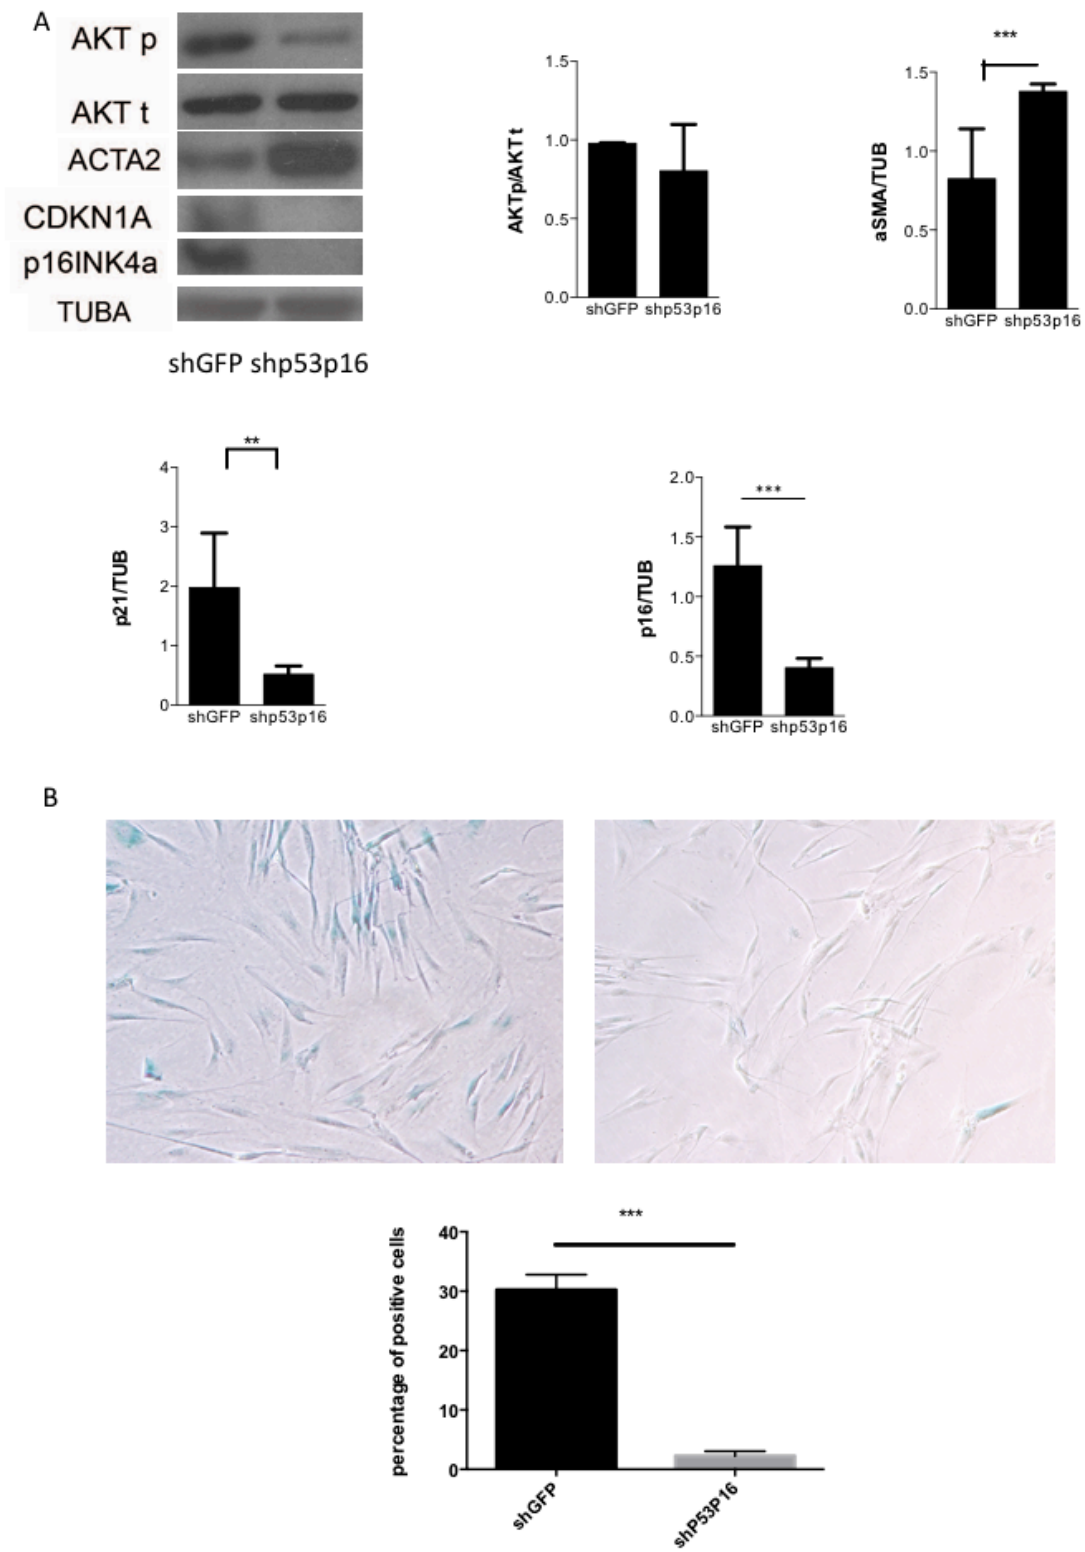 A
AKT p
AKT t
ACTA2
CDKN1A
p16INK4a
TUBA
shGFP shp53p16
1.5
1.0
0.5
0.0
AKTp/AKT t
shGFP shp53p16
***
1.5
1.0
0.5
0.0
aSMA/TUB
shGFP shp53p16
**
4
3
2
1
0
p21/TUB
shGFP shp53p16
***
2.0
1.5
1.0
0.5
0.0
p16/TUB
shGFP shp53p16
B
***
40
30
20
10
0
percentage of positive cells
shGFP
shP53P16